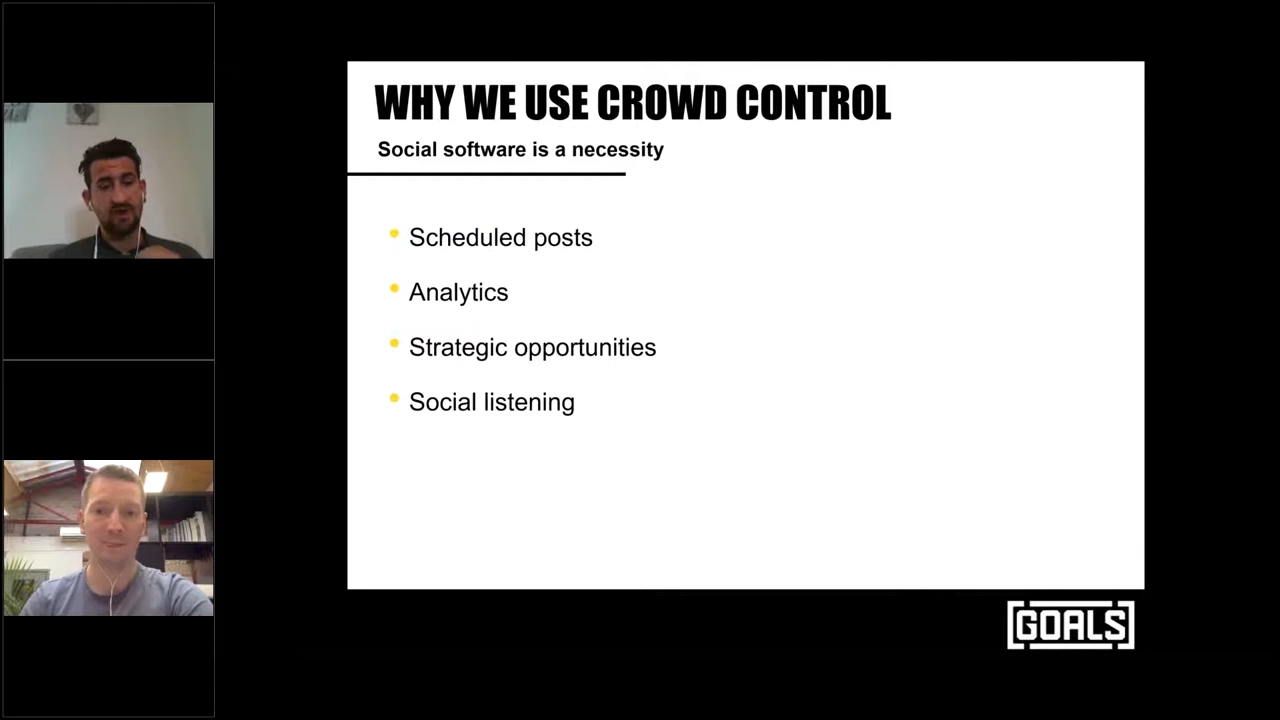 WHY WE USE CROWD CONTROL
Social software is a necessity
Scheduled posts
Analytics
Strategic opportunities
Social listening
GOALS